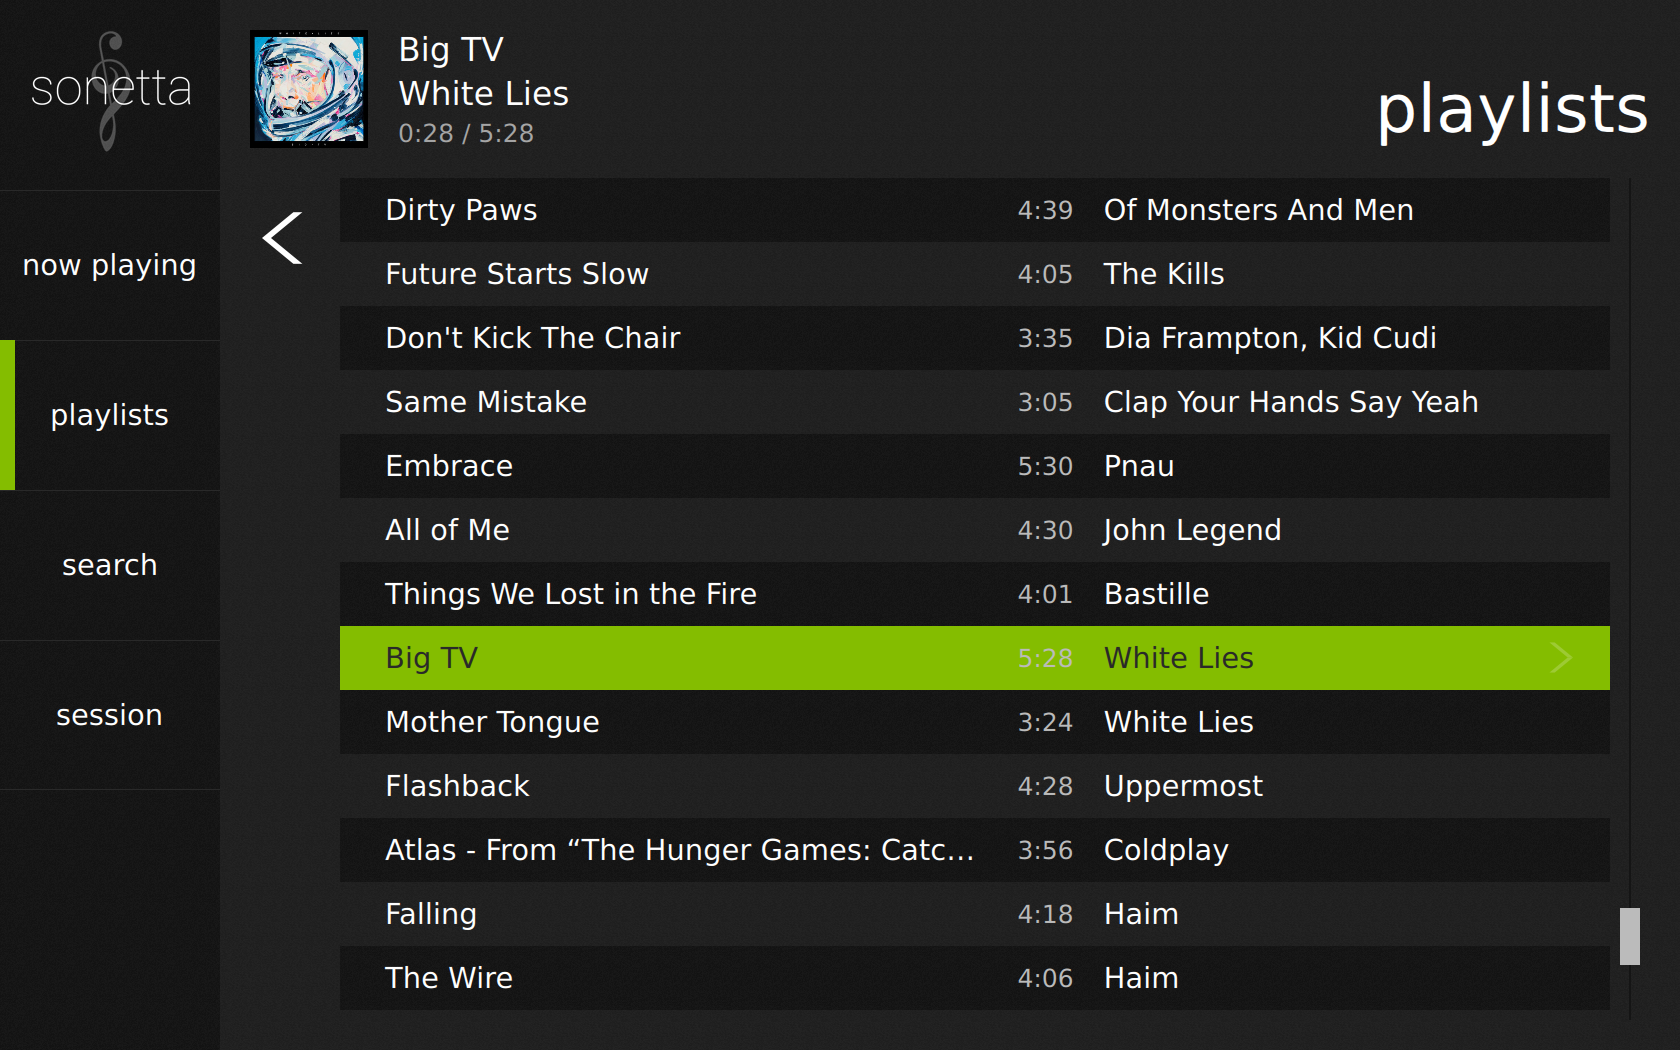 sonetta
Big TV
White Lies
0:28 / 5:28
playlists
now playing
playlists
search
session
Dirty Paws 4:39 Of Monsters And Men
Future Starts Slow 4:05 The Kills
Don't Kick The Chair 3:35 Dia Frampton, Kid Cudi
Same Mistake 3:05 Clap Your Hands Say Yeah
Embrace 5:30 Pnau
All of Me 4:30 John Legend
Things We Lost in the Fire 4:01 Bastille
Big TV 5:28 White Lies
Mother Tongue 3:24 White Lies
Flashback 4:28 Uppermost
Atlas - From “The Hunger Games: Catc... 3:56 Coldplay
Falling 4:18 Haim
The Wire 4:06 Haim